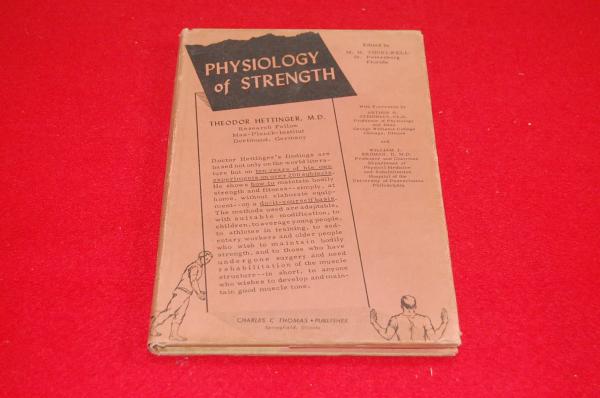 PHYSIOLOGY
of STRENGTH
THEODOR HETTINGER, M.D.
Research Fellow
Max-Planck-Institut
Dortmund, Germany
Doctor Hettinger's findings are
based not only on the world litera-
ture but on ten years of his own
experiments on over 200 subjects.
He shows how to maintain bodily
strength and fitness--simply, at
home, without elaborate equip-
ment--on a do-it-yourself basis.
The methods used are adaptable,
with suitable modification, to
children, to average young people,
to athletes in training, to sed-
entary workers and older people
who wish to maintain bodily
strength, and to those who have
undergone surgery and need
rehabilitation of the muscle
structure--in short, to anyone
who wishes to develop and main-
tain good muscle tone.
Edited by
M. H. THURLWELL
St. Petersburg
Florida
With Forewords by
ARTHUR H.
STEINHAUS, Ph.D.
Professor of Physiology
and Dean
George Williams College
Chicago, Illinois
and
WILLIAM J.
ERDMAN, II, M.D.
Professor and Chairman
Department of
Physical Medicine
and Rehabilitation
Hospital of the
University of Pennsylvania
Philadelphia
CHARLES C THOMAS • PUBLISHER
Springfield, Illinois